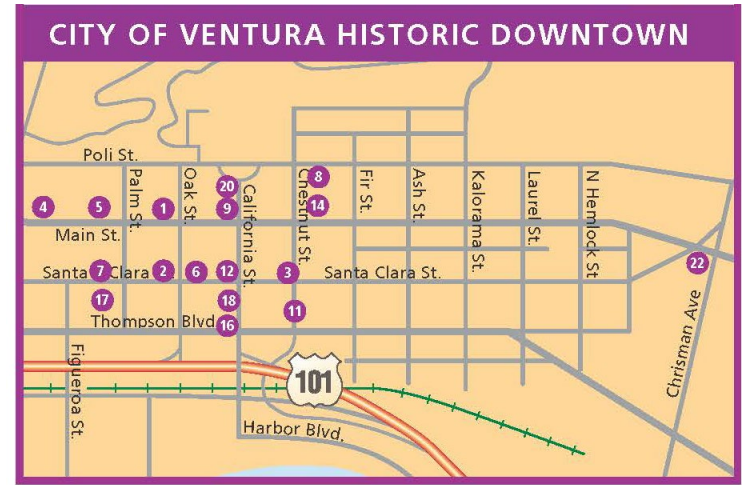 CITY OF VENTURA HISTORIC DOWNTOWN
Poli St.
Palm St.
Oak St.
20
California St.
Chestnut St.
8
Fir St.
Ash St.
Kalorama St.
Laurel St.
N Hemlock St
4
5
1
9
14
Main St.
Santa
7
Clara
2
6
12
3
Santa Clara St.
22
17
18
11
Thompson Blvd
16
Figueroa St.
101
Chrisman Ave
Harbor Blvd.